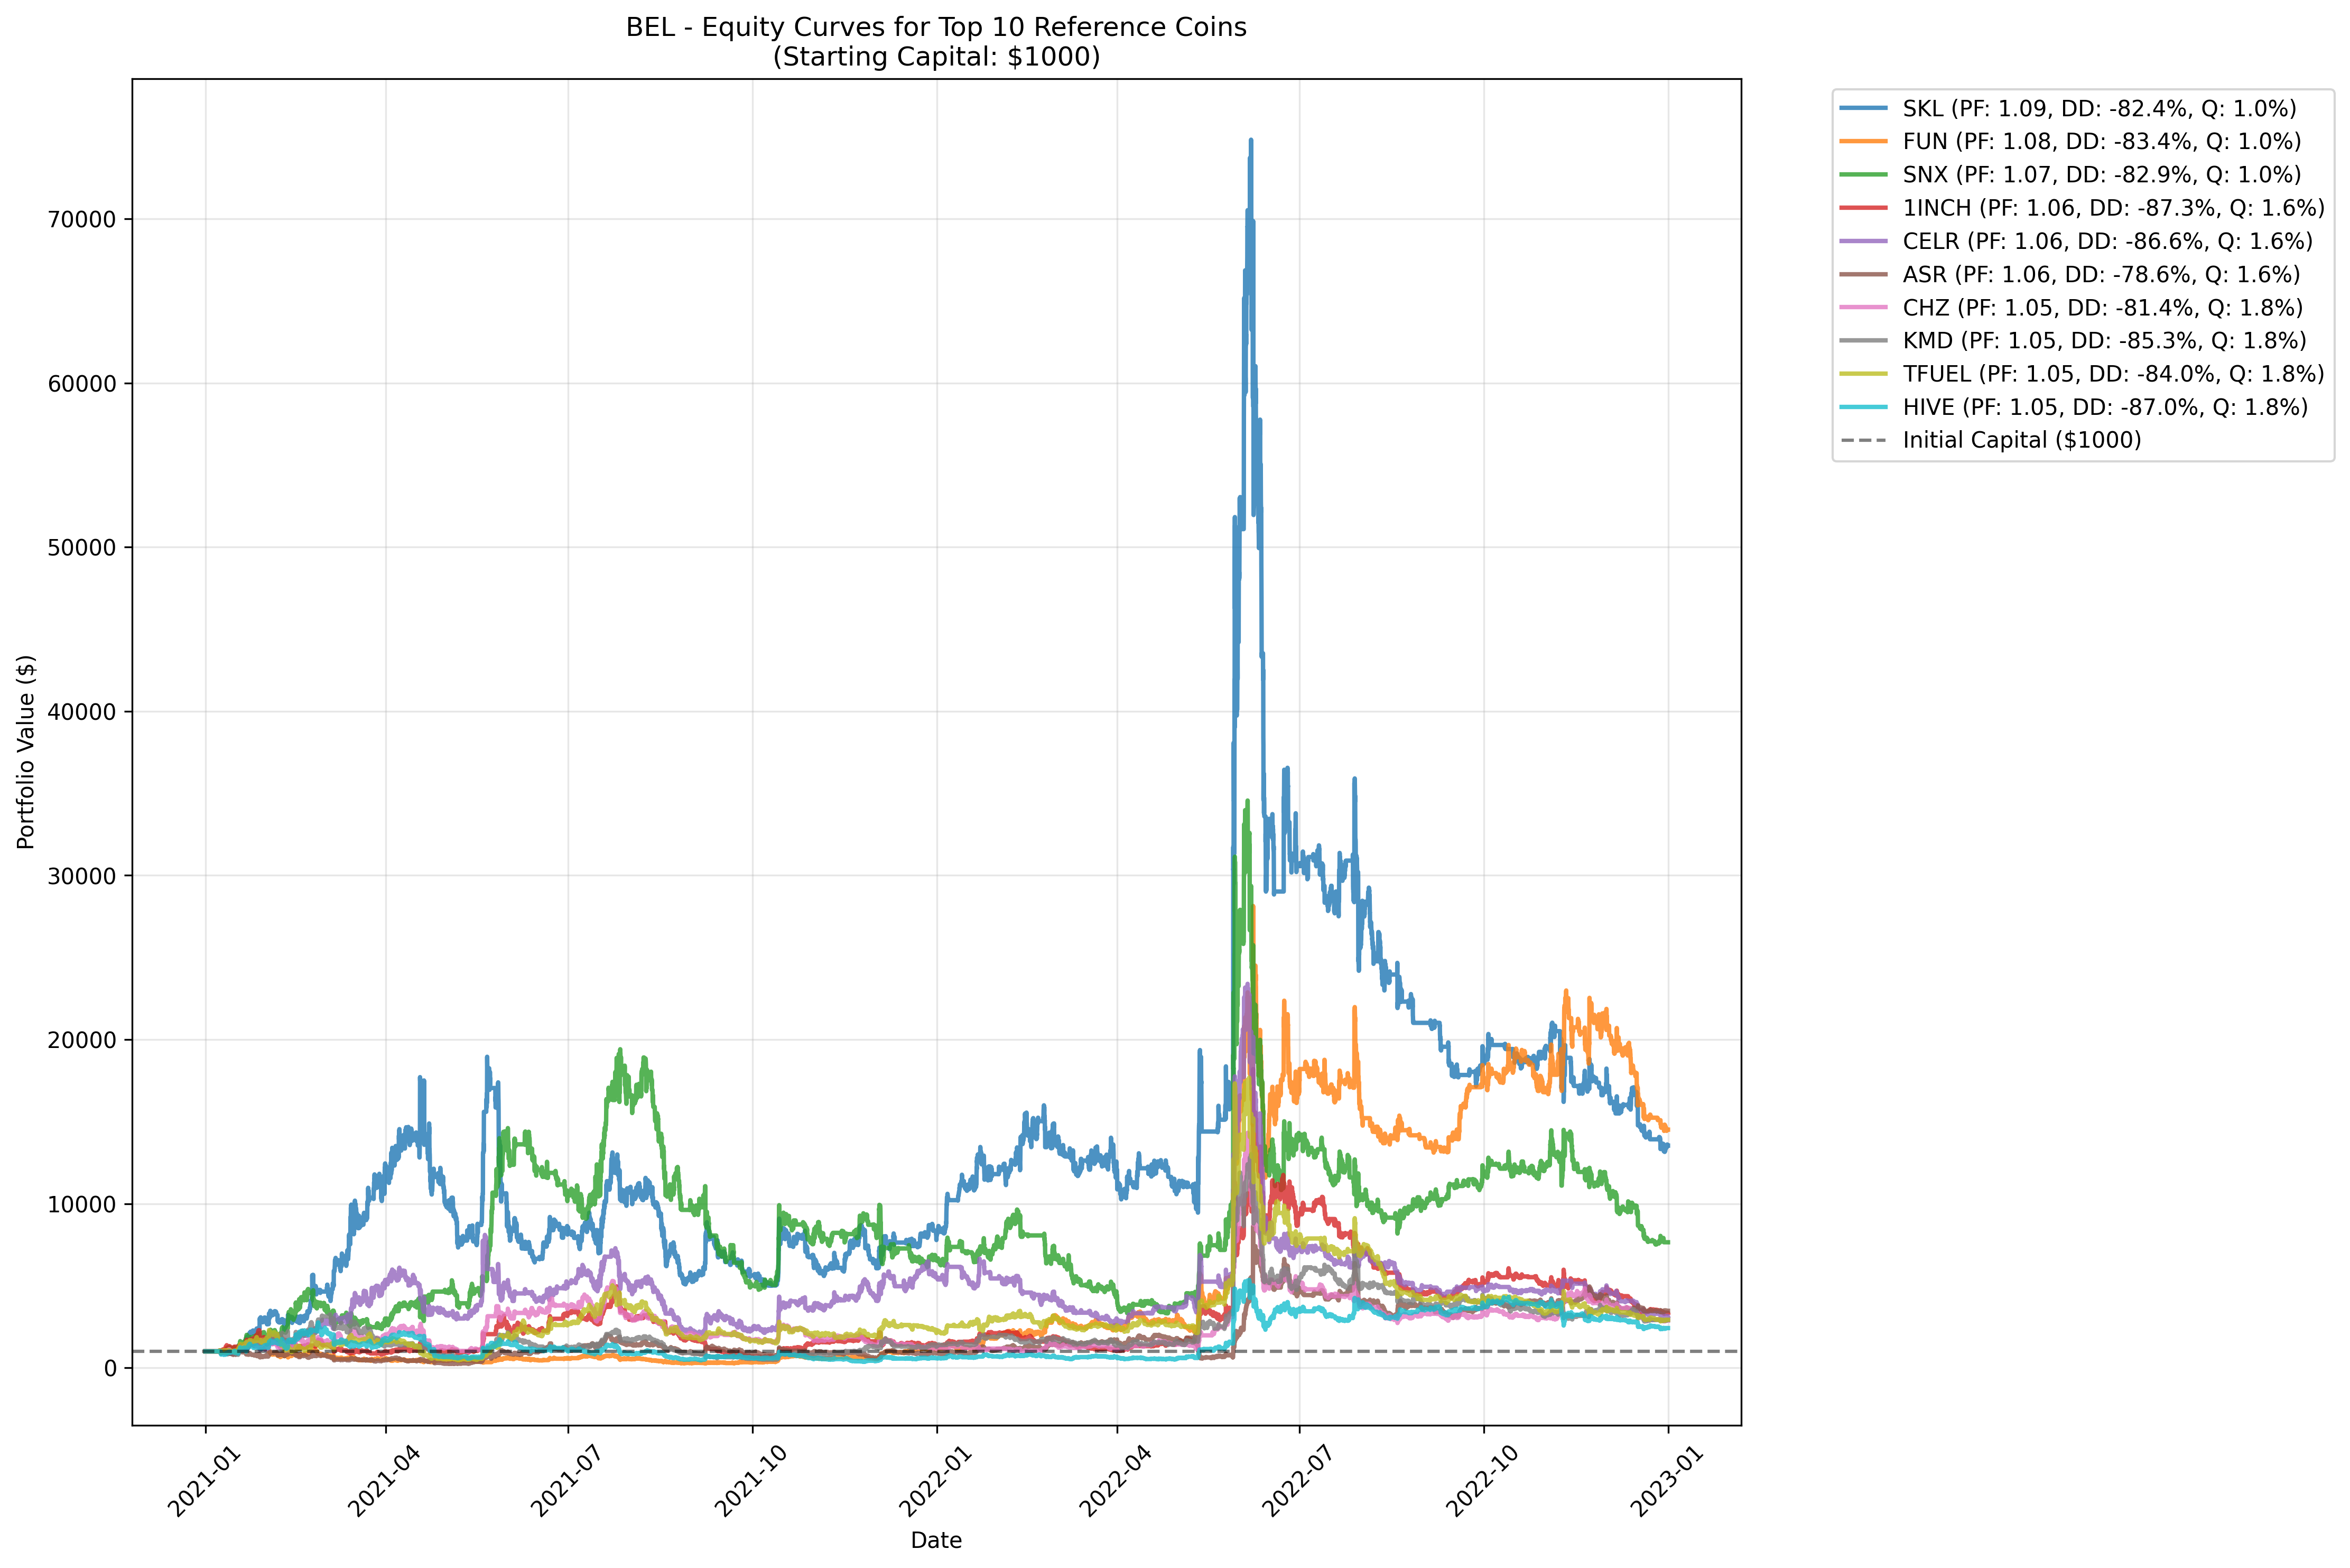 BEL - Equity Curves for Top 10 Reference Coins
(Starting Capital: $1000)
Portfolio Value ($)
70000
60000
50000
40000
30000
20000
10000
0
2021-01
2021-04
2021-07
2021-10
2022-01
2022-04
2022-07
2022-10
2023-01
Date
SKL (PF: 1.09, DD: -82.4%, Q: 1.0%)
FUN (PF: 1.08, DD: -83.4%, Q: 1.0%)
SNX (PF: 1.07, DD: -82.9%, Q: 1.0%)
1INCH (PF: 1.06, DD: -87.3%, Q: 1.6%)
CELR (PF: 1.06, DD: -86.6%, Q: 1.6%)
ASR (PF: 1.06, DD: -78.6%, Q: 1.6%)
CHZ (PF: 1.05, DD: -81.4%, Q: 1.8%)
KMD (PF: 1.05, DD: -85.3%, Q: 1.8%)
TFUEL (PF: 1.05, DD: -84.0%, Q: 1.8%)
HIVE (PF: 1.05, DD: -87.0%, Q: 1.8%)
Initial Capital ($1000)